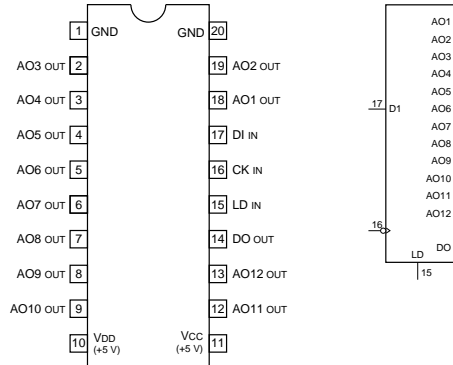 1 GND GND 20
AO3 OUT 2 19 AO2 OUT
AO4 OUT 3 18 AO1 OUT
AO5 OUT 4 17 DI IN
AO6 OUT 5 16 CK IN
AO7 OUT 6 15 LD IN
AO8 OUT 7 14 DO OUT
AO9 OUT 8 13 AO12 OUT
AO10 OUT 9 12 AO11 OUT
10 VDD VCC 11
(+5 V) (+5 V)
AO1
AO2
AO3
AO4
AO5
17 D1 AO6
AO7
AO8
AO9
AO10
AO11
AO12
16
DO
LD
15